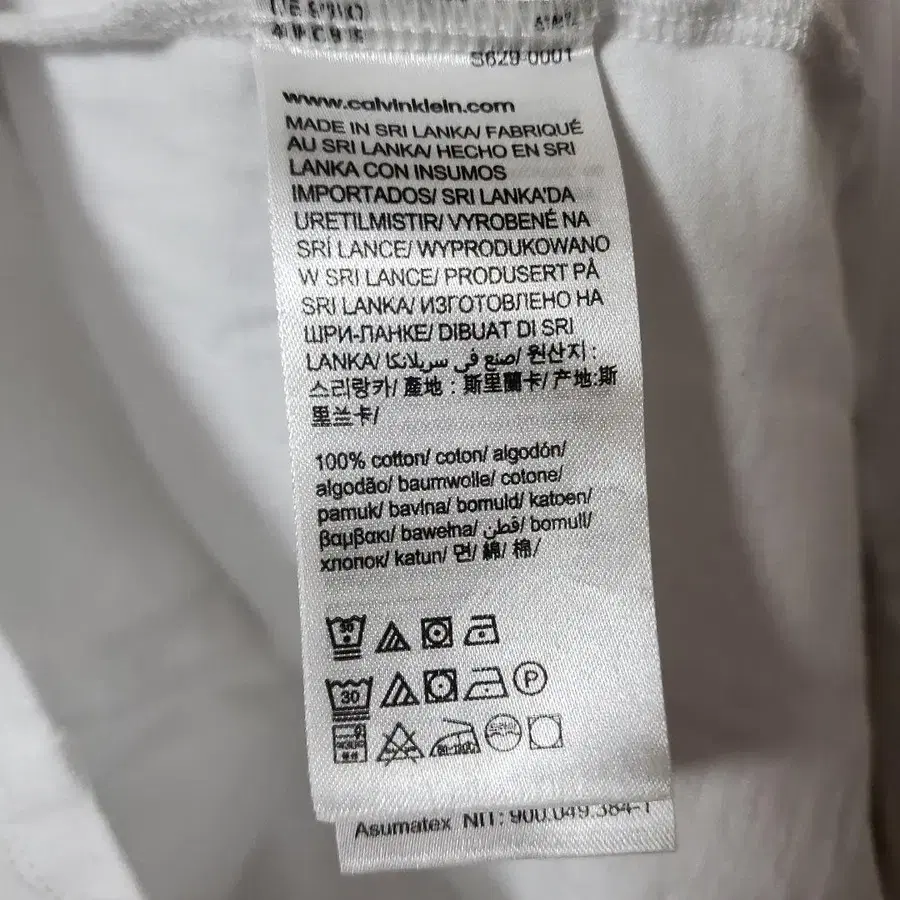 S629-0001
www.calvinklein.com
MADE IN SRI LANKA/ FABRIQUÉ
AU SRI LANKA/ HECHO EN SRI
LANKA CON INSUMOS
IMPORTADOS/ SRI LANKA'DA
URETILMISTIR/ VYROBENÉ NA
SRÍ LANCE/ WYPRODUKOWANO
W SRI LANCE/ PRODUSERT PÅ
SRI LANKA/ ИЗГОТОВЛЕНО НА
ШРИ-ЛАНКЕ/ DIBUAT DI SRI
LANKA/ صنع في سريلانكا/ 원산지 :
스리랑카/ 產地 : 斯里蘭卡/ 产地:斯
里兰卡/
100% cotton/ coton/ algodón/
algodão/ baumwolle/ cotone/
pamuk/ bavlna/ bomuld/ katoen/
βαμβακι/ bawełna/ قطن/ bomull/
хлопок/ katun/ 면/ 綿/ 棉/
30
30
P
Asumatex NIT: 900.049.384-1